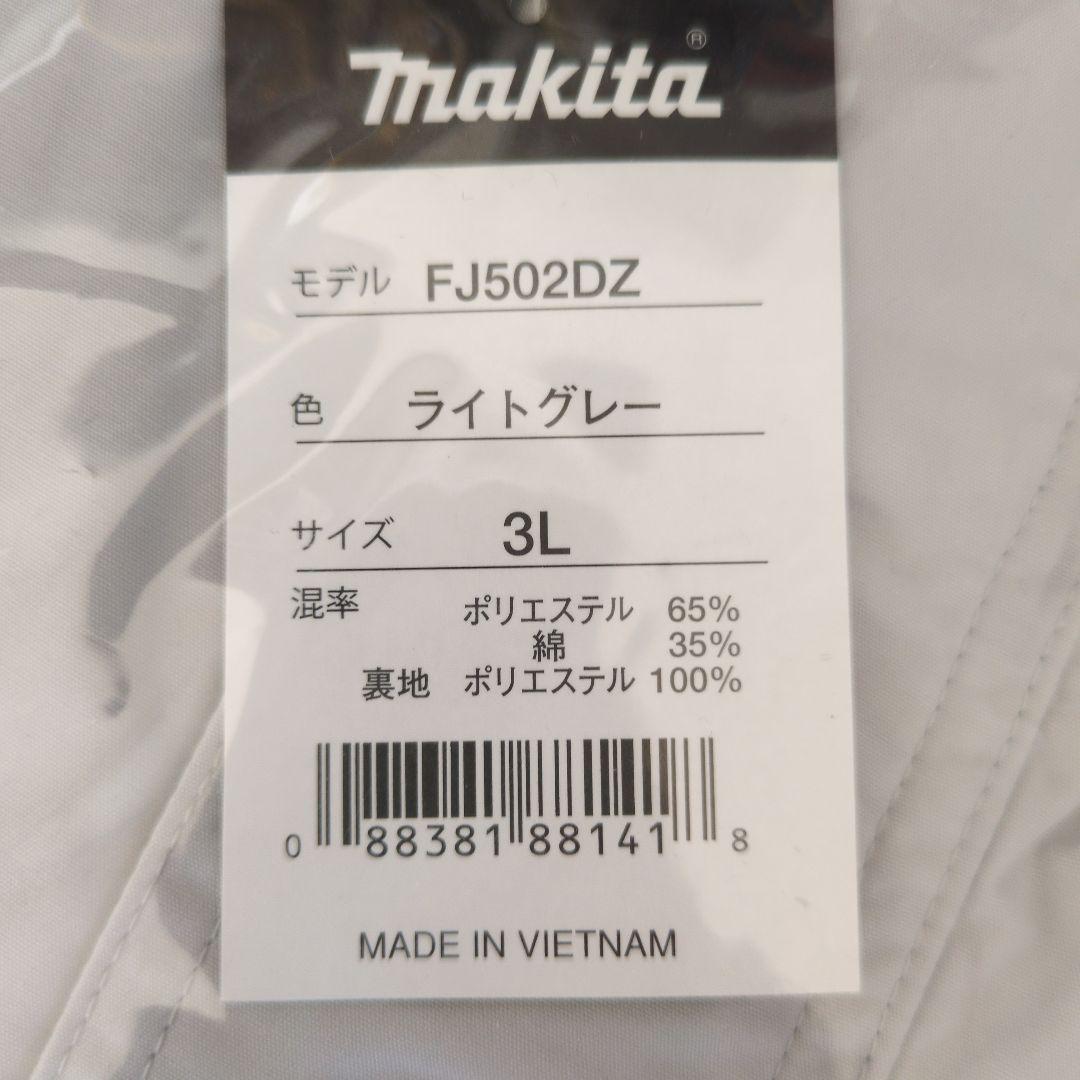 makita®
モデル FJ502DZ
色 ライトグレー
サイズ 3L
混率 ポリエステル 65%
綿 35%
裏地 ポリエステル 100%
0 88381 88141 8
MADE IN VIETNAM